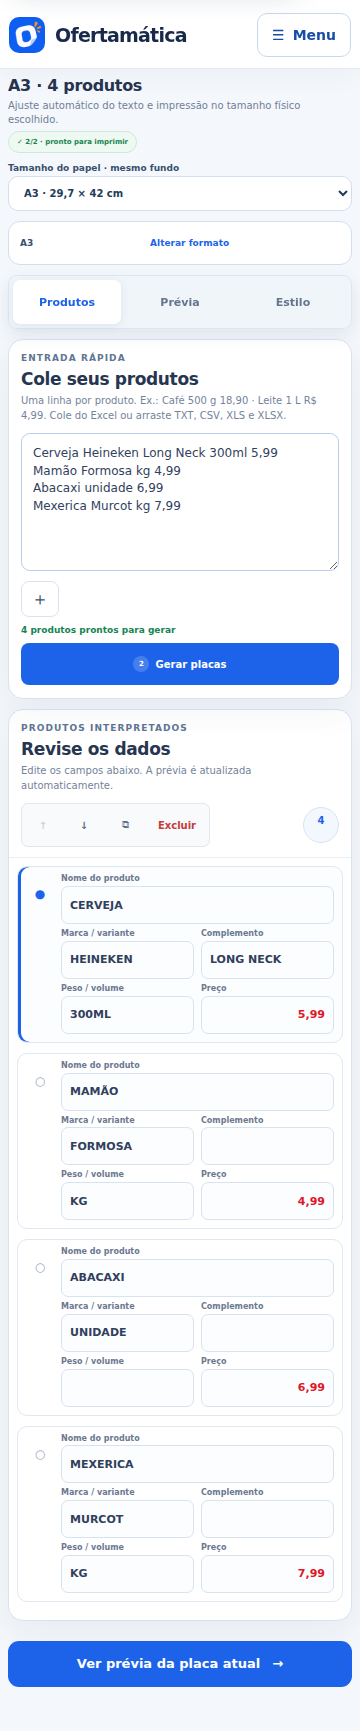 Ofertamática
☰ Menu
A3 · 4 produtos
Ajuste automático do texto e impressão no tamanho físico
escolhido.
✓ 2/2 · pronto para imprimir
Tamanho do papel · mesmo fundo
A3 · 29,7 × 42 cm
A3
Alterar formato
Produtos
Prévia
Estilo
ENTRADA RÁPIDA
Cole seus produtos
Uma linha por produto. Ex.: Café 500 g 18,90 · Leite 1 L R$
4,99. Cole do Excel ou arraste TXT, CSV, XLS e XLSX.
Cerveja Heineken Long Neck 300ml 5,99
Mamão Formosa kg 4,99
Abacaxi unidade 6,99
Mexerica Murcot kg 7,99
+
4 produtos prontos para gerar
2 Gerar placas
PRODUTOS INTERPRETADOS
Revise os dados
Edite os campos abaixo. A prévia é atualizada
automaticamente.
↑ ↓ ⧉ Excluir
4
Nome do produto
CERVEJA
Marca / variante Complemento
HEINEKEN LONG NECK
Peso / volume Preço
300ML 5,99
Nome do produto
MAMÃO
Marca / variante Complemento
FORMOSA
Peso / volume Preço
KG 4,99
Nome do produto
ABACAXI
Marca / variante Complemento
UNIDADE
Peso / volume Preço
6,99
Nome do produto
MEXERICA
Marca / variante Complemento
MURCOT
Peso / volume Preço
KG 7,99
Ver prévia da placa atual →